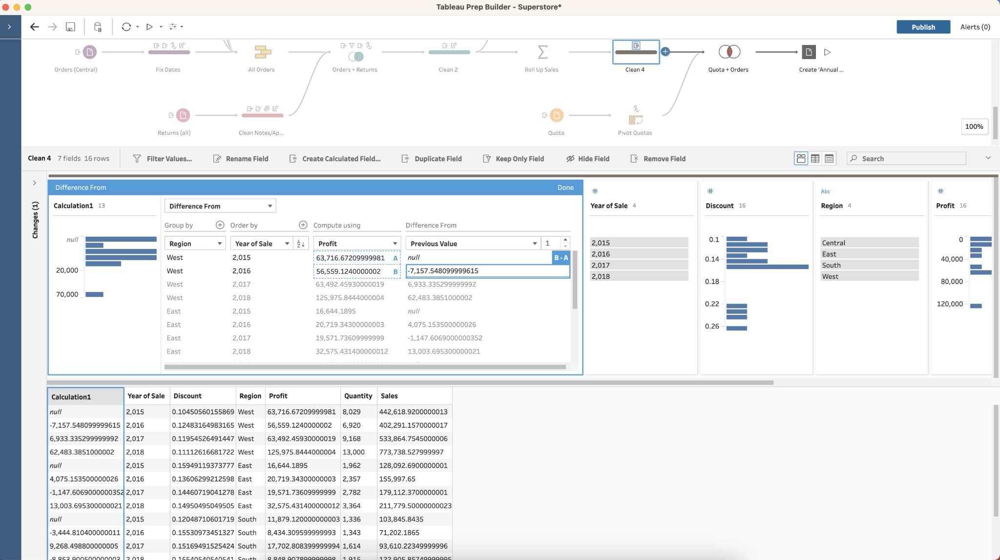 Tableau Prep Builder - Superstore*
Publish
Alerts (0)
Orders (Central)
Fix Dates
All Orders
Orders + Returns
Clean 2
Roll Up Sales
Clean 4
Quota + Orders
Create 'Annual ...
Returns (all)
Clean Notes/Ap...
Quota
Pivot Quotas
100%
Clean 4 7 fields 16 rows
Filter Values...
Rename Field
Create Calculated Field...
Duplicate Field
Keep Only Field
Hide Field
Remove Field
Search
Changes (1)
Difference From
Done
Calculation1 13
null
20,000
70,000
Difference From
Group by
Order by
Compute using
Difference From
Region
Year of Sale
Profit
Previous Value
1
West 2,015 63,716.67209999981 A null B - A
West 2,016 56,559.1240000002 B -7,157.548099999615
West 2,017 63,492.45930000019 6,933.335299999992
West 2,018 125,975.8444000004 62,483.3851000002
East 2,015 16,644.1895 null
East 2,016 20,719.34300000003 4,075.153500000026
East 2,017 19,571.73609999999 -1,147.6069000000352
East 2,018 32,575.431400000012 13,003.695300000021
#
Year of Sale 4
2,015
2,016
2,017
2,018
#
Discount 16
0.1
0.14
0.18
0.22
0.26
Abc
Region 4
Central
East
South
West
#
Profit 16
0
40,000
80,000
120,000
Calculation1 Year of Sale Discount Region Profit Quantity Sales
null 2,015 0.10450560155869 West 63,716.67209999981 8,029 442,618.9200000013
-7,157.548099999615 2,016 0.12483164983165 West 56,559.1240000002 6,920 402,291.1570000017
6,933.335299999992 2,017 0.11954526491447 West 63,492.45930000019 9,168 533,864.7545000006
62,483.3851000002 2,018 0.11112616681722 West 125,975.8444000004 13,000 773,738.527999997
null 2,015 0.15949119373777 East 16,644.1895 1,962 128,092.6900000001
4,075.153500000026 2,016 0.13606299212598 East 20,719.34300000003 2,357 155,997.65
-1,147.6069000000352 2,017 0.14460719041278 East 19,571.73609999999 2,782 179,112.3700000001
13,003.695300000021 2,018 0.14950495049505 East 32,575.431400000012 3,364 211,779.50000000023
null 2,015 0.12048710601719 South 11,879.120000000003 1,336 103,845.8435
-3,444.810400000011 2,016 0.15530973451327 South 8,434.309599999993 1,343 71,202.1865
9,268.498800000005 2,017 0.15169491525424 South 17,702.808399999994 1,614 93,610.22349999996
-8,853.900500000003 2,018 0.15540540540541 South 8,848.907899999998 1,915 122,905.85749999995